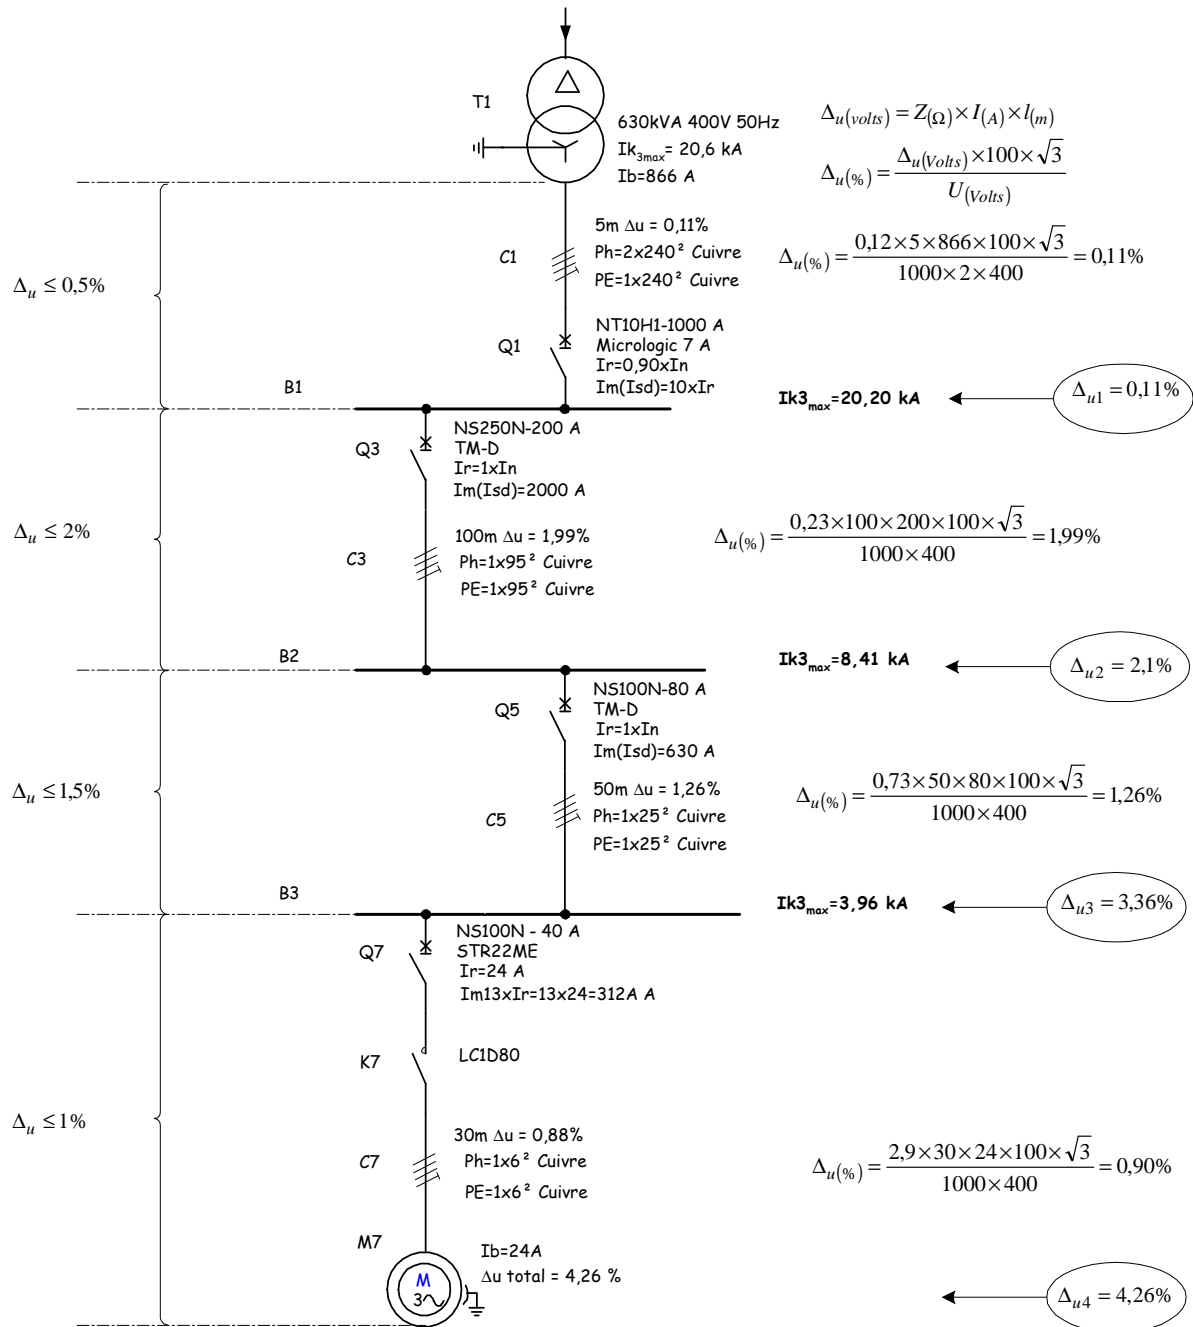 T1
630kVA 400V 50Hz
Ik3max= 20,6 kA
Ib=866 A
Δu(volts) = Z(Ω) × I(A) × l(m)
Δu(%) = Δu(Volts) × 100 × √3 / U(Volts)
Δu ≤ 0,5%
C1
5m Δu = 0,11%
Ph=2x240² Cuivre
PE=1x240² Cuivre
Δu(%) = 0,12×5×866×100×√3 / 1000×2×400 = 0,11%
Q1
NT10H1-1000 A
Micrologic 7 A
Ir=0,90xIn
Im(Isd)=10xIr
B1
Ik3max=20,20 kA
Δu1 = 0,11%
Δu ≤ 2%
Q3
NS250N-200 A
TM-D
Ir=1xIn
Im(Isd)=2000 A
C3
100m Δu = 1,99%
Ph=1x95² Cuivre
PE=1x95² Cuivre
Δu(%) = 0,23×100×200×100×√3 / 1000×400 = 1,99%
B2
Ik3max=8,41 kA
Δu2 = 2,1%
Δu ≤ 1,5%
Q5
NS100N-80 A
TM-D
Ir=1xIn
Im(Isd)=630 A
C5
50m Δu = 1,26%
Ph=1x25² Cuivre
PE=1x25² Cuivre
Δu(%) = 0,73×50×80×100×√3 / 1000×400 = 1,26%
B3
Ik3max=3,96 kA
Δu3 = 3,36%
Δu ≤ 1%
Q7
NS100N - 40 A
STR22ME
Ir=24 A
Im13xIr=13x24=312A A
K7
LC1D80
C7
30m Δu = 0,88%
Ph=1x6² Cuivre
PE=1x6² Cuivre
Δu(%) = 2,9×30×24×100×√3 / 1000×400 = 0,90%
M7
M
3
Ib=24A
Δu total = 4,26 %
Δu4 = 4,26%